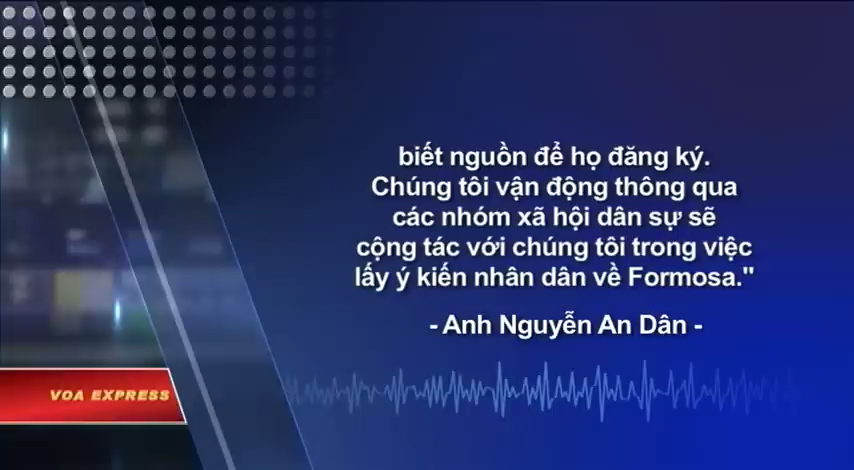 biết nguồn để họ đăng ký.
Chúng tôi vận động thông qua
các nhóm xã hội dân sự sẽ
cộng tác với chúng tôi trong việc
lấy ý kiến nhân dân về Formosa."
- Anh Nguyễn An Dân -
VOA EXPRESS